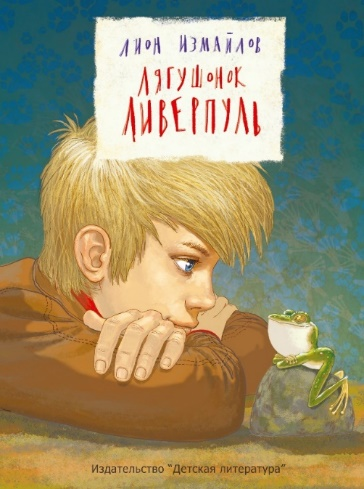 ЛИОН ИЗМАЙЛОВ
ЛЯГУШОНОК
ЛИВЕРПУЛЬ
Издательство "Детская литература"